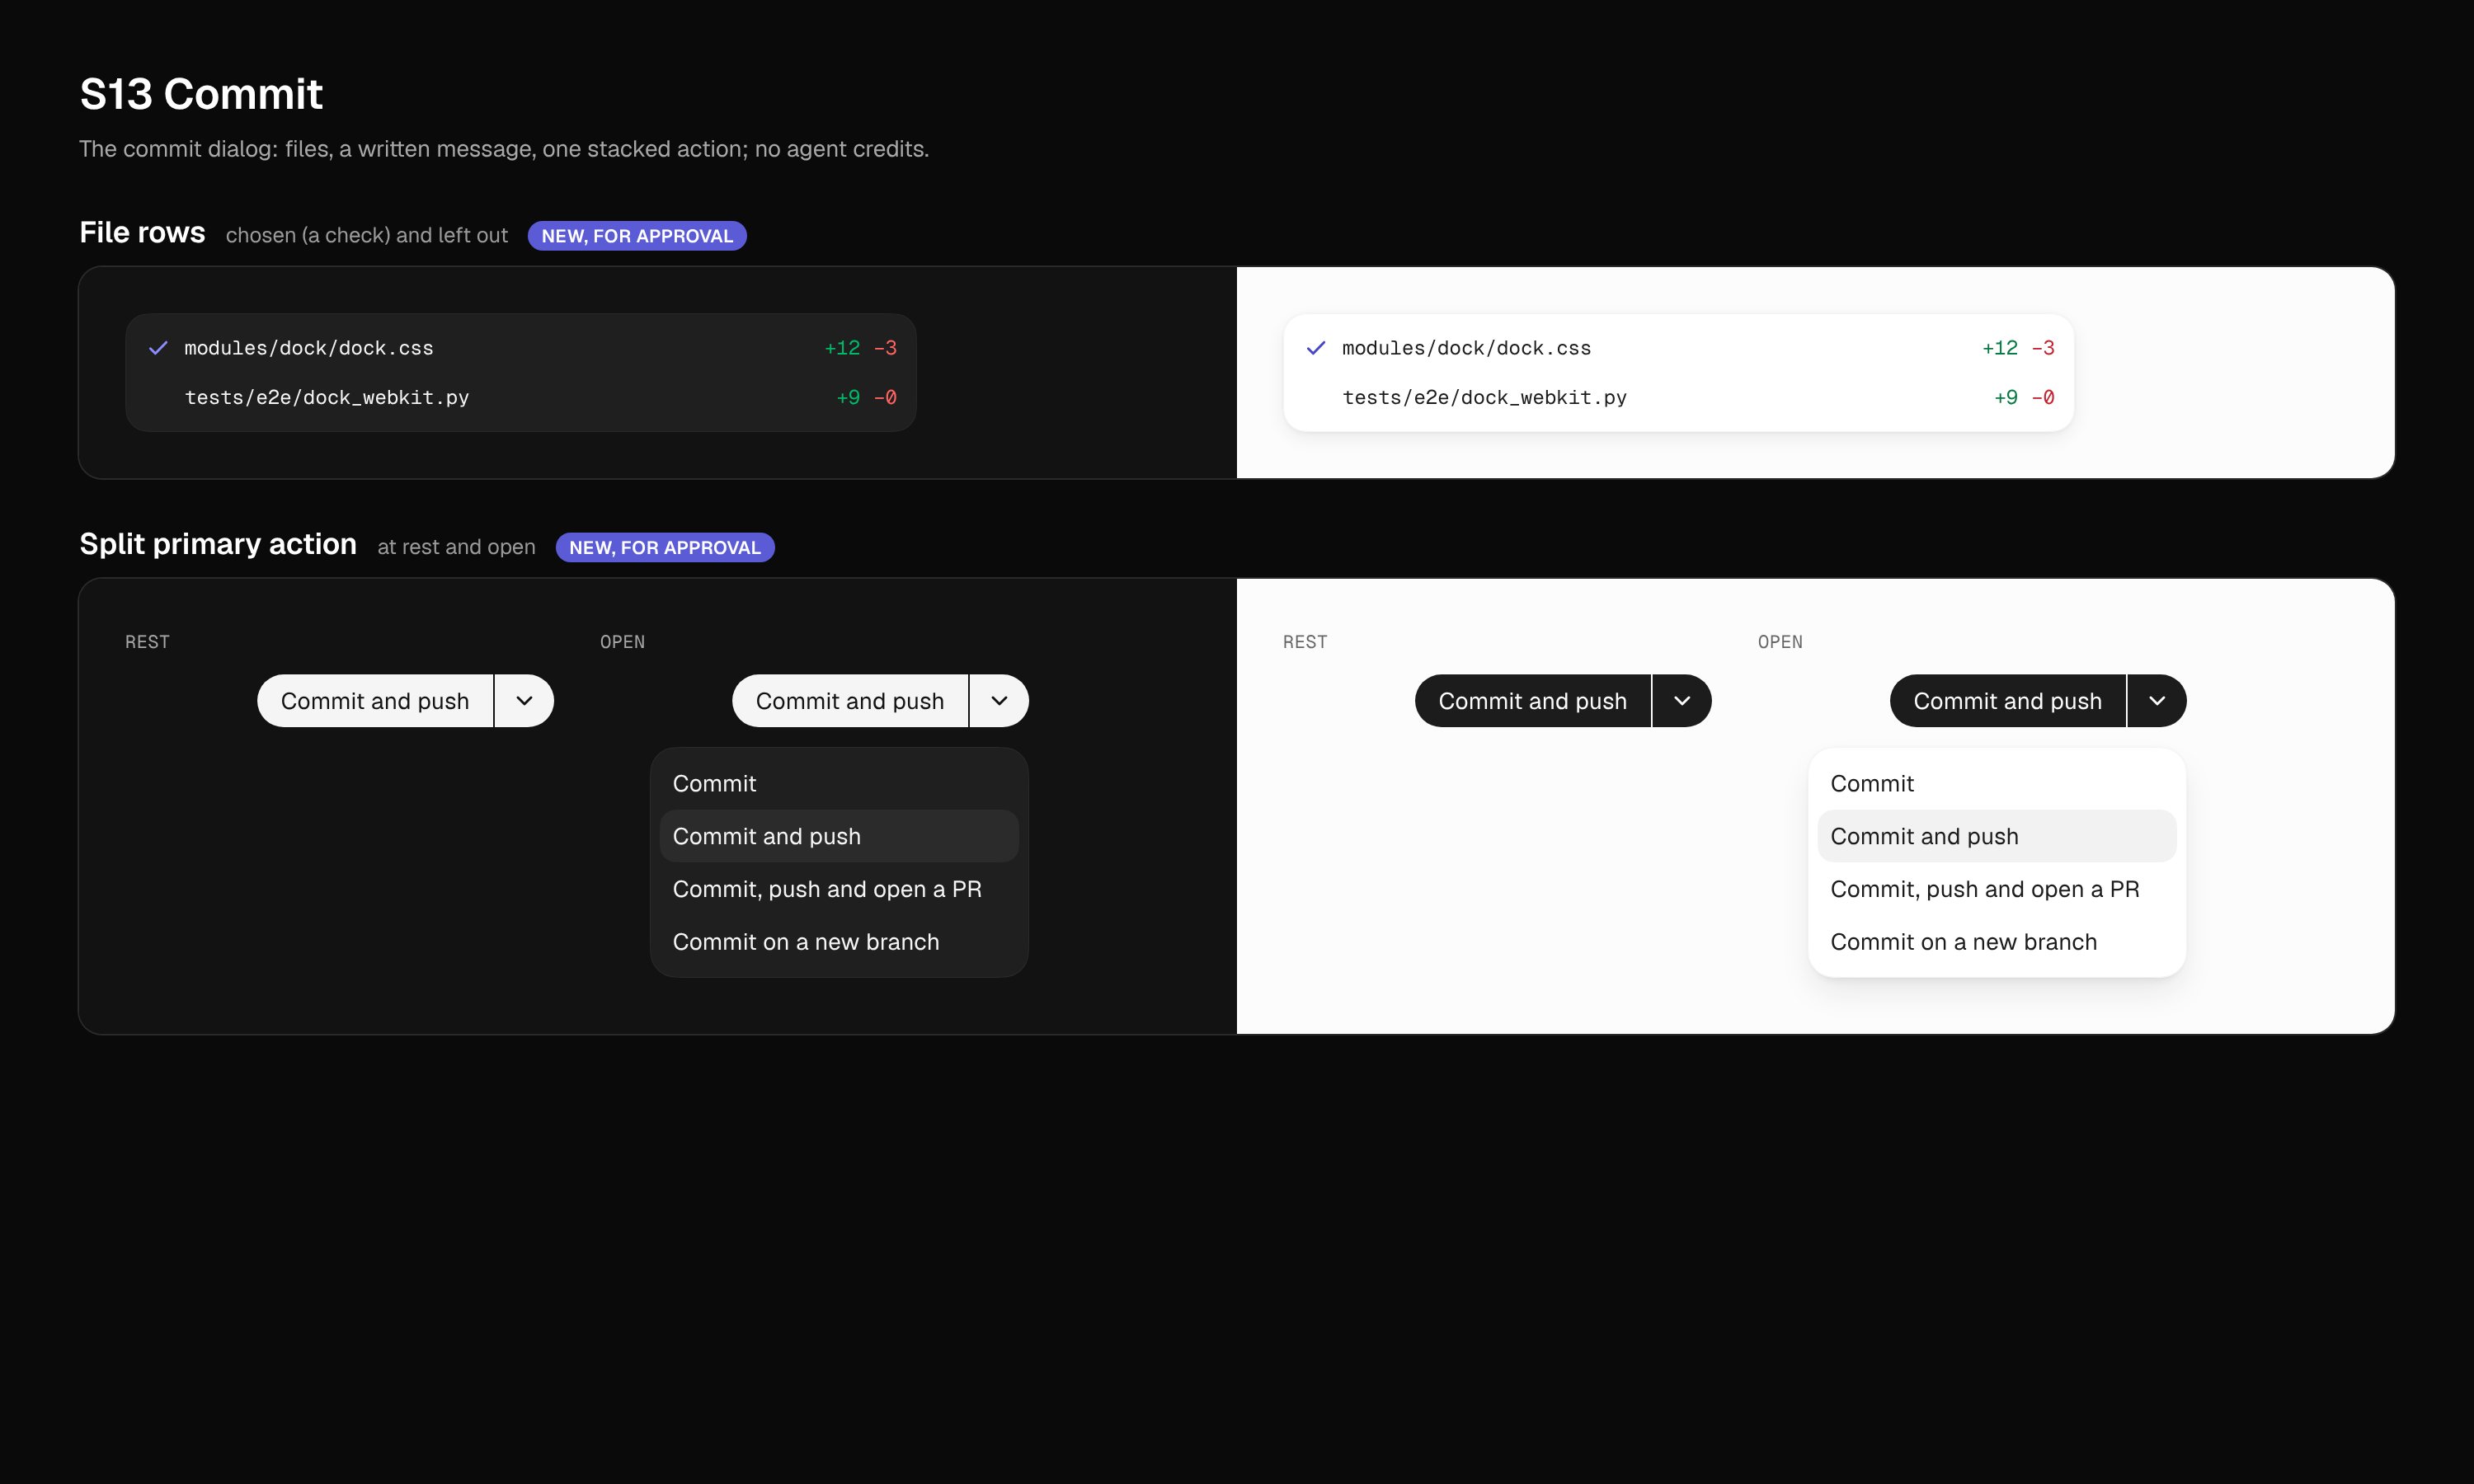 S13 Commit
The commit dialog: files, a written message, one stacked action; no agent credits.
File rows chosen (a check) and left out NEW, FOR APPROVAL
modules/dock/dock.css +12 −3
tests/e2e/dock_webkit.py +9 −0
modules/dock/dock.css +12 −3
tests/e2e/dock_webkit.py +9 −0
Split primary action at rest and open NEW, FOR APPROVAL
REST
Commit and push
OPEN
Commit and push
Commit
Commit and push
Commit, push and open a PR
Commit on a new branch
REST
Commit and push
OPEN
Commit and push
Commit
Commit and push
Commit, push and open a PR
Commit on a new branch